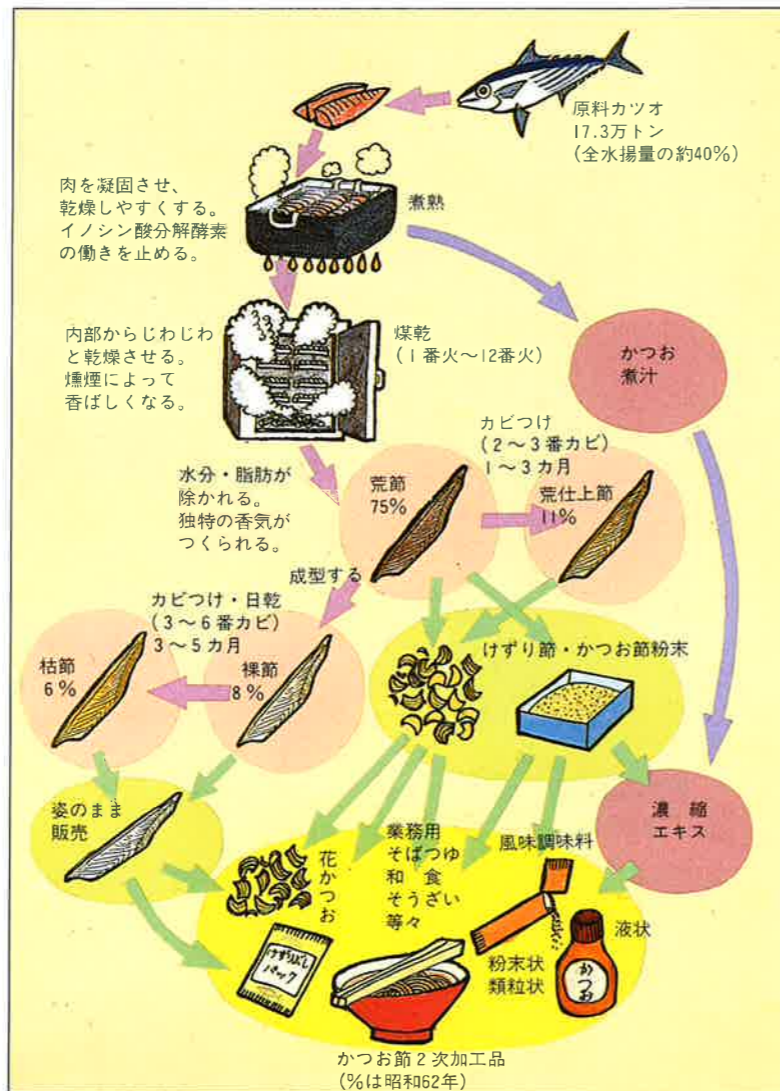 原料カツオ
17.3万トン
(全水揚量の約40%)
肉を凝固させ、
乾燥しやすくする。
イノシン酸分解酵素
の働きを止める。
煮熟
内部からじわじわ
と乾燥させる。
燻煙によって
香ばしくなる。
煤乾
(1番火〜12番火)
かつお
煮汁
カビつけ
(2〜3番カビ)
1〜3カ月
水分・脂肪が
除かれる。
独特の香気が
つくられる。
荒節
75%
荒仕上節
11%
成型する
カビつけ・日乾
(3〜6番カビ)
3〜5カ月
枯節
6%
裸節
8%
けずり節・かつお節粉末
姿のまま
販売
濃縮
エキス
花かつお
業務用
そばつゆ
和食
そうざい
等々
風味調味料
液状
粉末状
類粒状
けずりぶし
パック
かつお
かつお節2次加工品
(%は昭和62年)